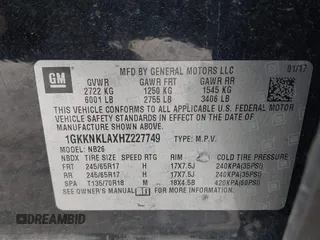 GM
MFD BY GENERAL MOTORS LLC
01/17
GVWR GAWR FRT GAWR RR
2722 KG 1250 KG 1545 KG
6001 LB 2755 LB 3406 LB
THIS VEHICLE CONFORMS TO ALL APPLICABLE U.S. FEDERAL MOTOR
VEHICLE SAFETY STANDARDS IN EFFECT ON THE DATE OF
MANUFACTURE SHOWN ABOVE.
1GKKNKLAXHZ227749 TYPE: M.P.V.
MODEL: NB26
NBDX TIRE SIZE SPEED RTG RIM COLD TIRE PRESSURE
FRT 245/65R17 H 17X7.5J 240KPA(35PSI)
RR 245/65R17 H 17X7.5J 240KPA(35PSI)
SPA T135/70R18 M 18X4.5B 420KPA(60PSI)
SEE OWNER'S MANUAL
DREAMBID